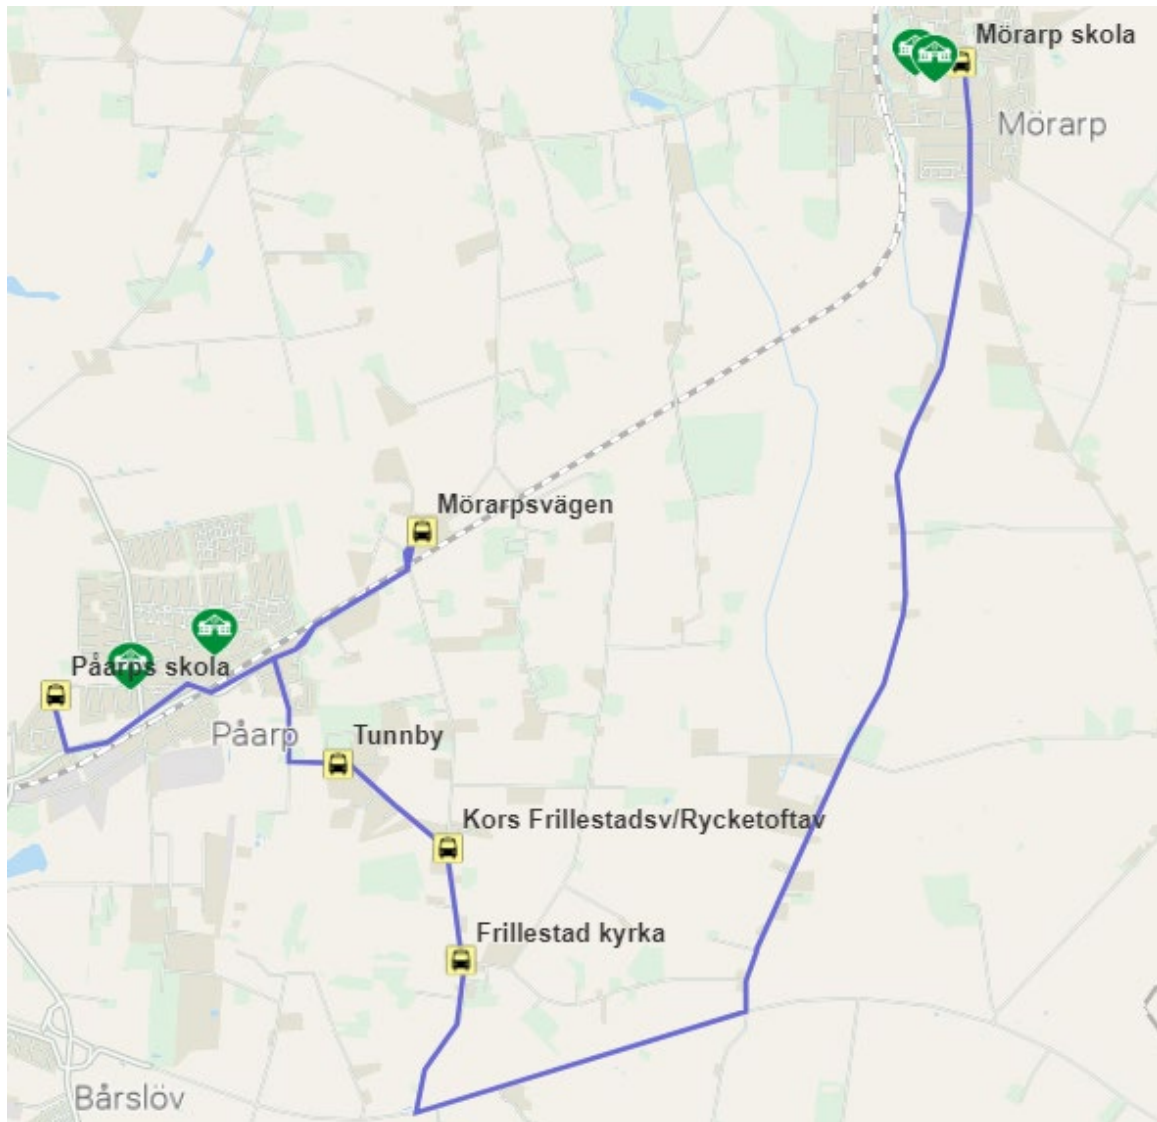 Mörarp skola
Mörarp
Mörarpsvägen
Påarps skola
Påarp
Tunnby
Kors Frillestadsv/Rycketoftav
Frillestad kyrka
Bårslöv